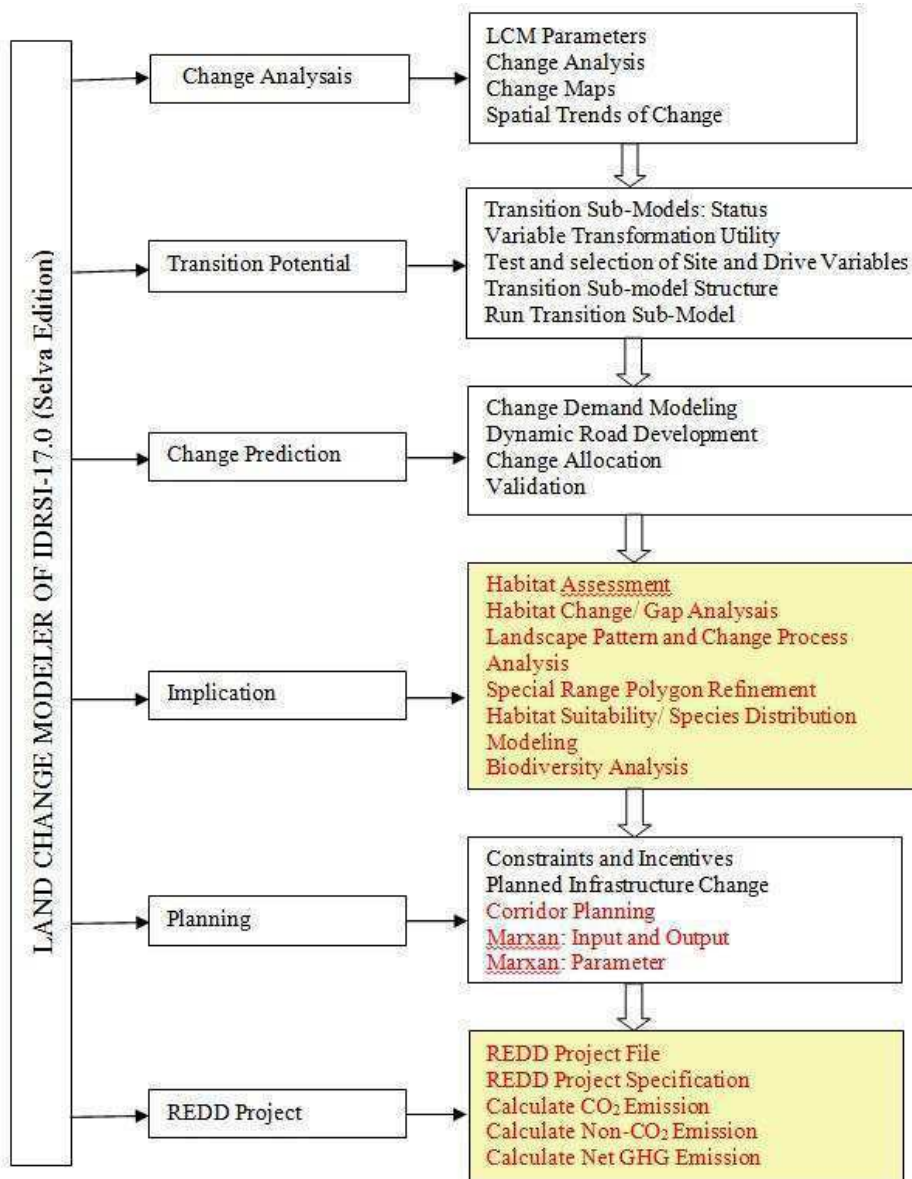 LAND CHANGE MODELER OF IDRSI-17.0 (Selva Edition)
Change Analysais
LCM Parameters
Change Analysis
Change Maps
Spatial Trends of Change
Transition Potential
Transition Sub-Models: Status
Variable Transformation Utility
Test and selection of Site and Drive Variables
Transition Sub-model Structure
Run Transition Sub-Model
Change Prediction
Change Demand Modeling
Dynamic Road Development
Change Allocation
Validation
Implication
Habitat Assessment
Habitat Change/ Gap Analysais
Landscape Pattern and Change Process
Analysis
Special Range Polygon Refinement
Habitat Suitability/ Species Distribution
Modeling
Biodiversity Analysis
Planning
Constraints and Incentives
Planned Infrastructure Change
Corridor Planning
Marxan: Input and Output
Marxan: Parameter
REDD Project
REDD Project File
REDD Project Specification
Calculate CO₂ Emission
Calculate Non-CO₂ Emission
Calculate Net GHG Emission